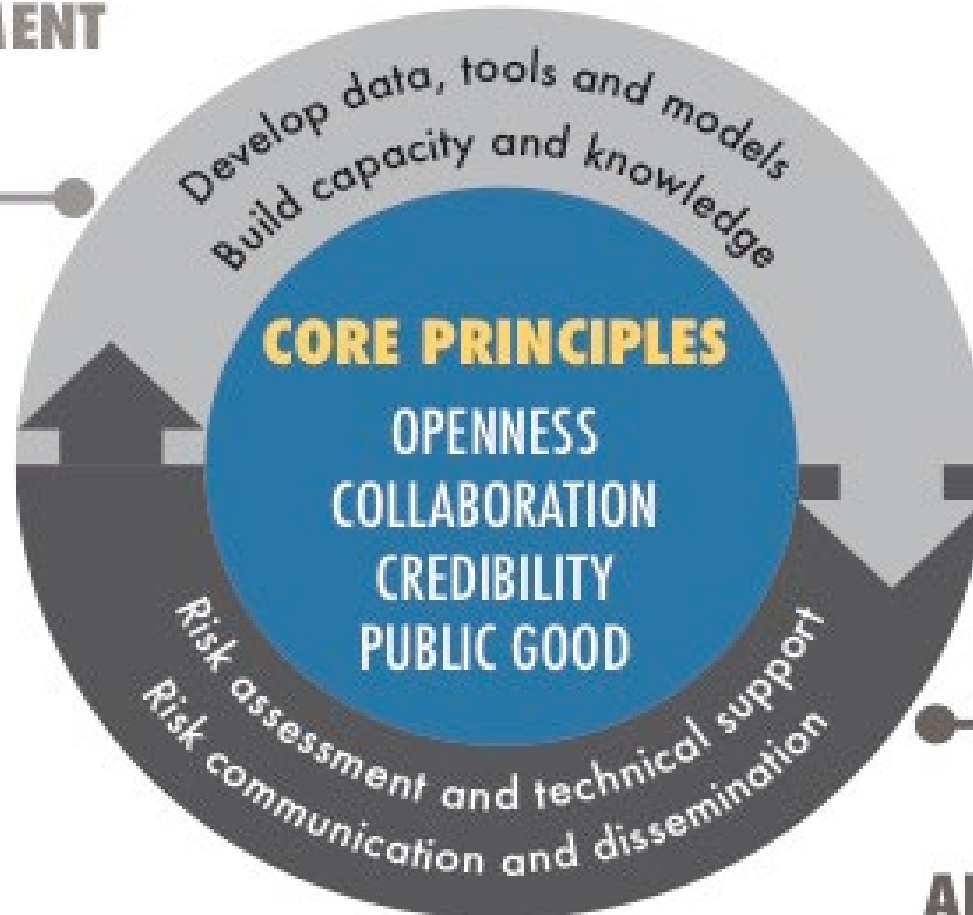 MENT
Develop data, tools and models
Build capacity and knowledge
CORE PRINCIPLES
OPENNESS
COLLABORATION
CREDIBILITY
PUBLIC GOOD
Risk assessment and technical support
Risk communication and dissemination